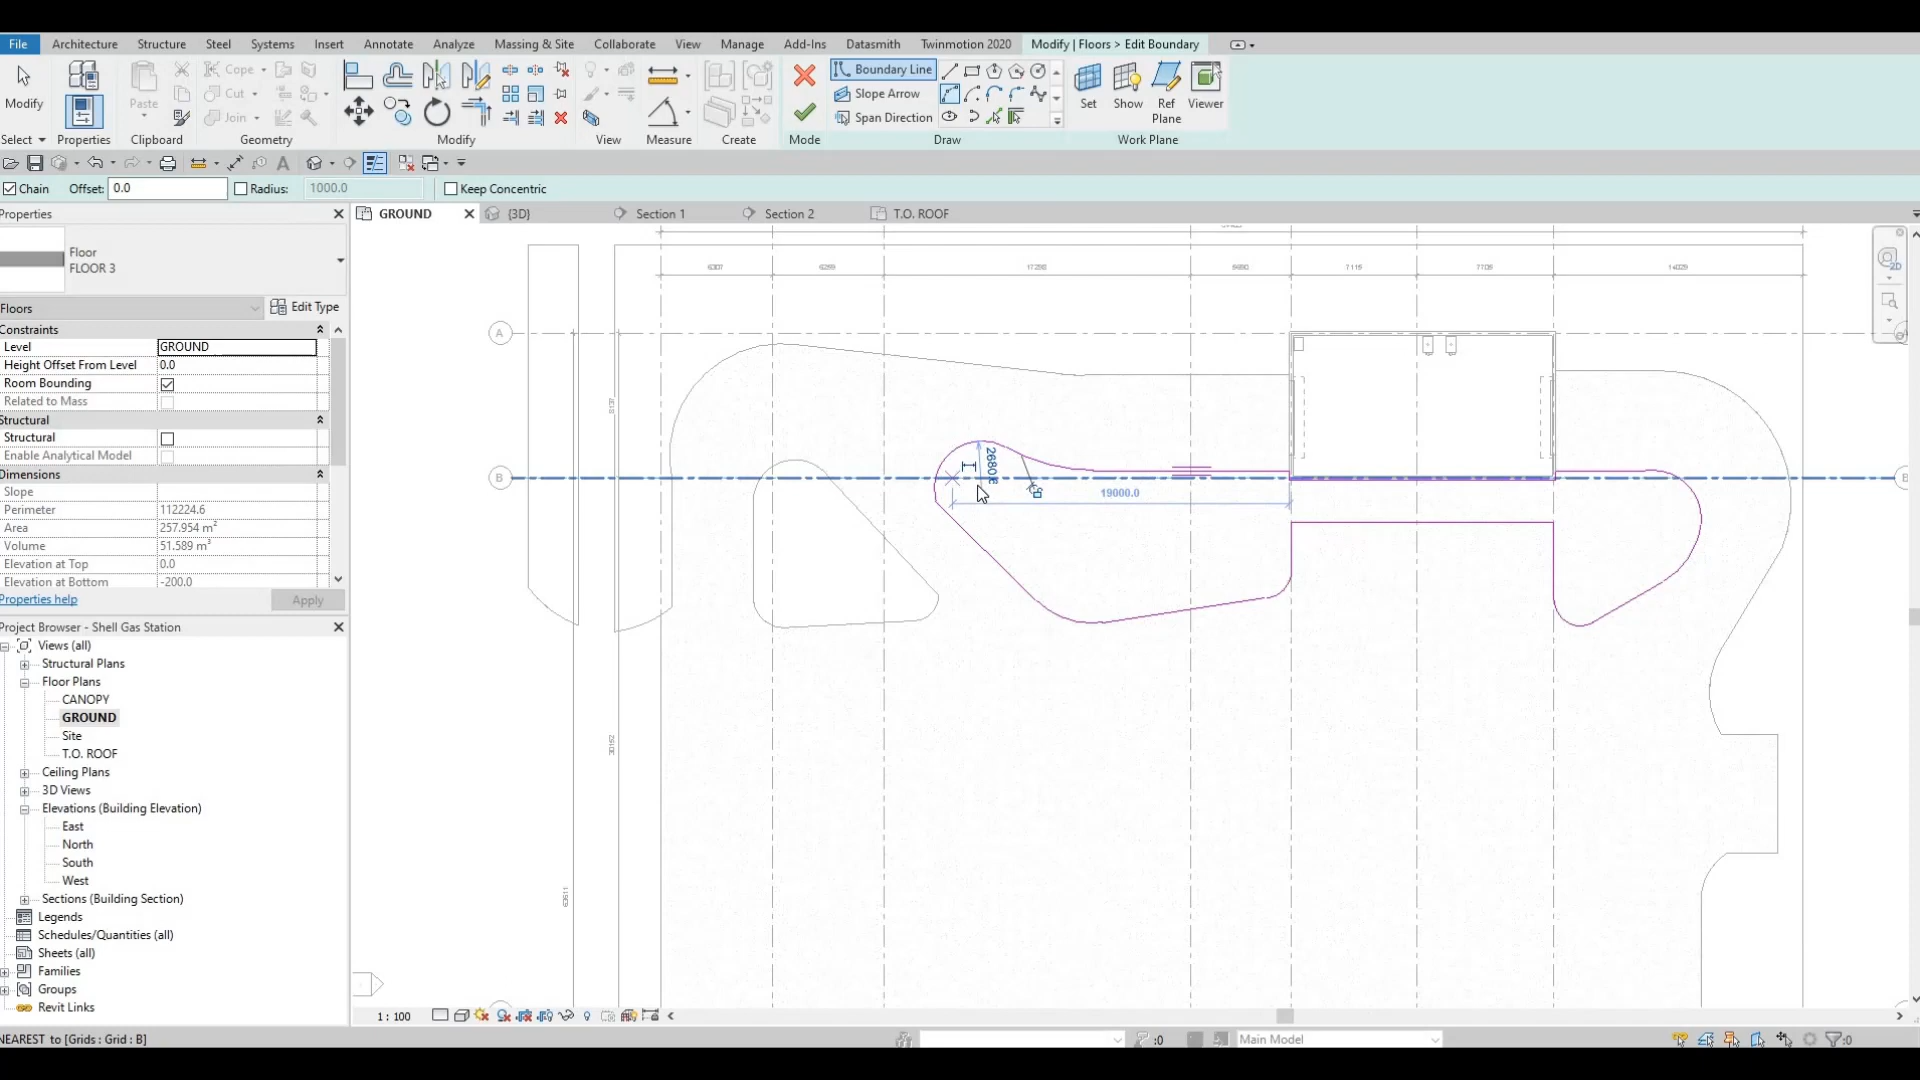 File Architecture Structure Steel Systems Insert Annotate Analyze Massing & Site Collaborate View Manage Add-Ins Datasmith Twinmotion 2020 Modify | Floors > Edit Boundary
Modify
Paste
Cope
Cut
Join
Boundary Line
Slope Arrow
Span Direction
Set Show Ref Plane Viewer
Select Properties Clipboard Geometry Modify View Measure Create Mode Draw Work Plane
Chain Offset: 0.0 Radius: 1000.0 Keep Concentric
Properties
GROUND {3D} Section 1 Section 2 T.O. ROOF
Floor
FLOOR 3
Floors Edit Type
Constraints
Level GROUND
Height Offset From Level 0.0
Room Bounding
Related to Mass
Structural
Structural
Enable Analytical Model
Dimensions
Slope
Perimeter 112224.6
Area 257.954 m²
Volume 51.589 m³
Elevation at Top 0.0
Elevation at Bottom -200.0
Properties help Apply
Project Browser - Shell Gas Station
Views (all)
Structural Plans
Floor Plans
CANOPY
GROUND
Site
T.O. ROOF
Ceiling Plans
3D Views
Elevations (Building Elevation)
East
North
South
West
Sections (Building Section)
Legends
Schedules/Quantities (all)
Sheets (all)
Families
Groups
Revit Links
2D
A
B
19000.0
1 : 100
NEAREST to [Grids : Grid : B]
:0
Main Model
:0